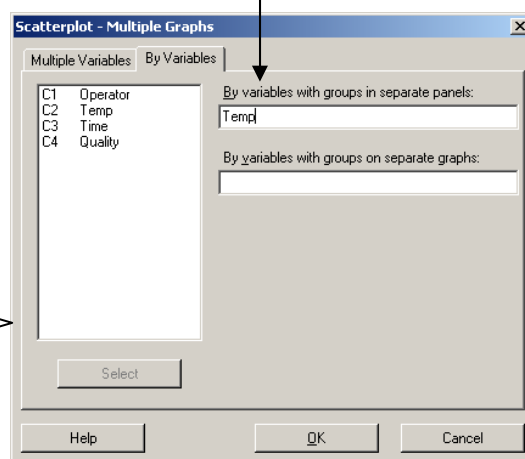 Scatterplot - Multiple Graphs
Multiple Variables By Variables
C1 Operator
C2 Temp
C3 Time
C4 Quality
By variables with groups in separate panels:
Temp
By variables with groups on separate graphs:
Select
Help OK Cancel